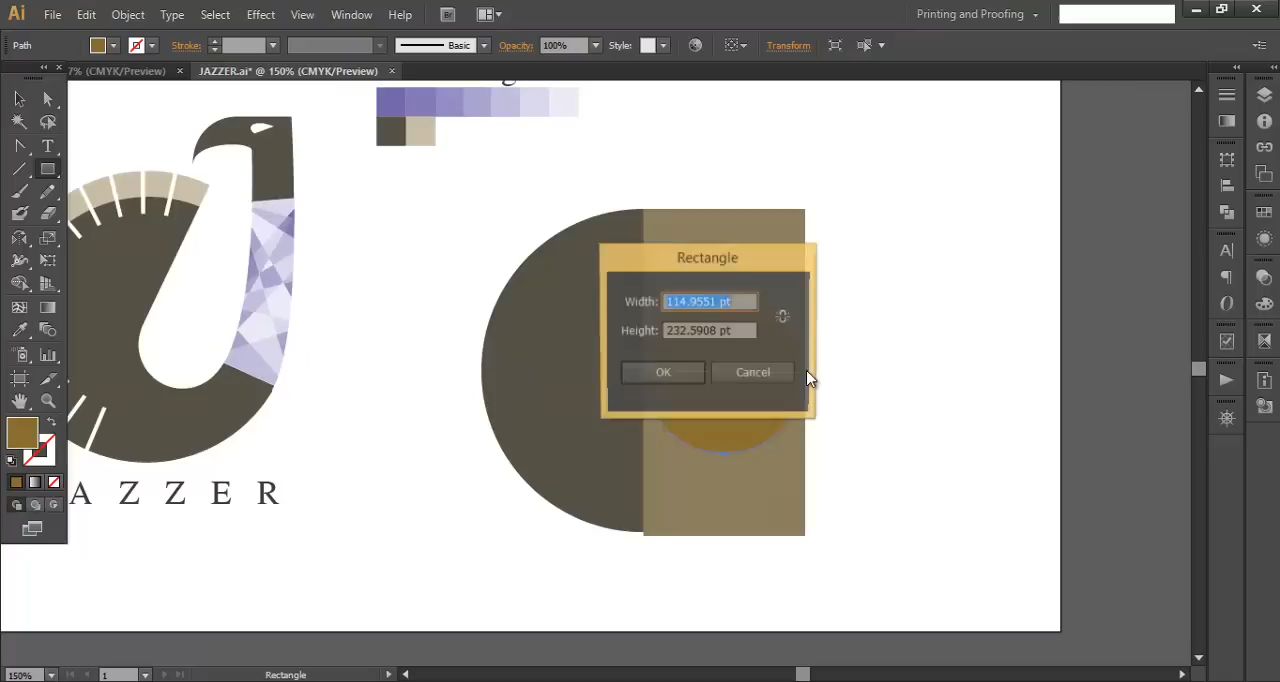 Ai File Edit Object Type Select Effect View Window Help Br Printing and Proofing
Path Stroke: Basic Opacity: 100% Style: Transform
7% (CMYK/Preview) × JAZZER.ai* @ 150% (CMYK/Preview) ×
Rectangle
Width: 114.9551 pt
Height: 232.5908 pt
OK Cancel
AZZER
150% 1 Rectangle